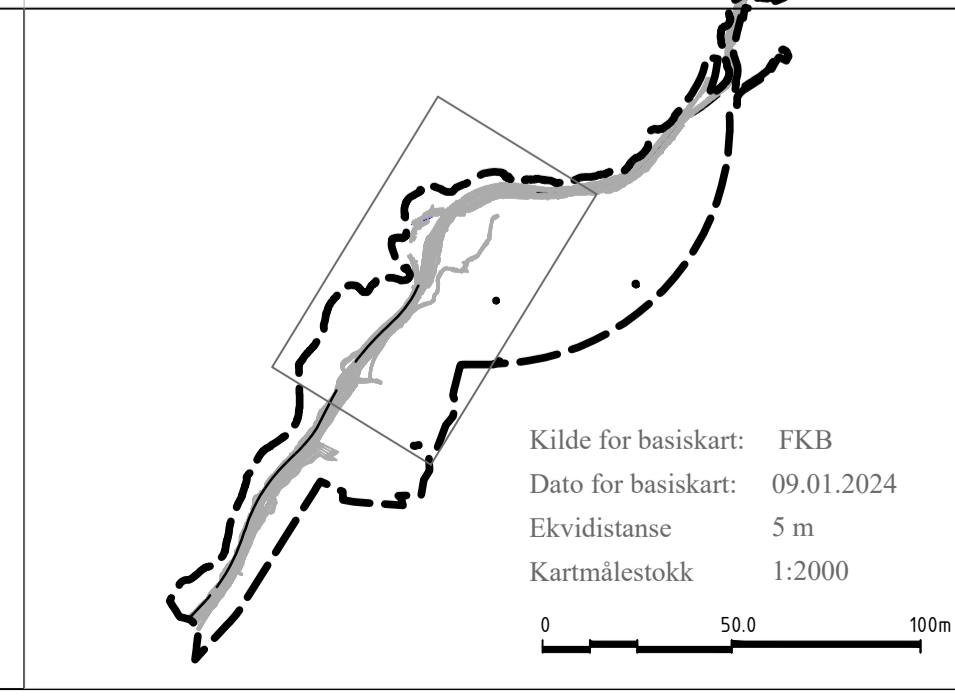 Kilde for basiskart: FKB
Dato for basiskart: 09.01.2024
Ekvidistanse 5 m
Kartmålestokk 1:2000
0 50.0 100m